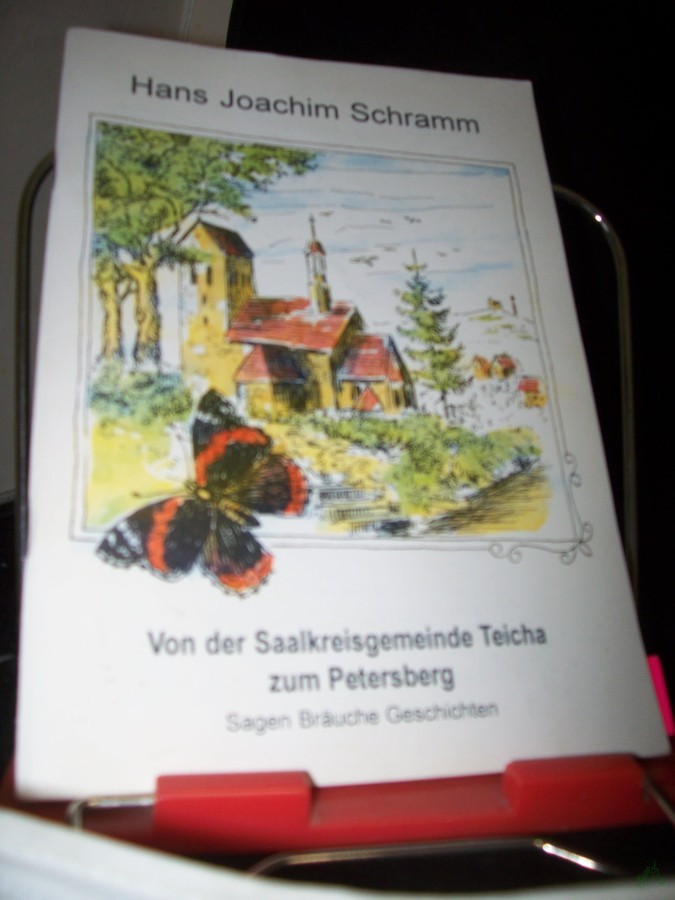 Hans Joachim Schramm
Von der Saalkreisgemeinde Teicha
zum Petersberg
Sagen Bräuche Geschichten